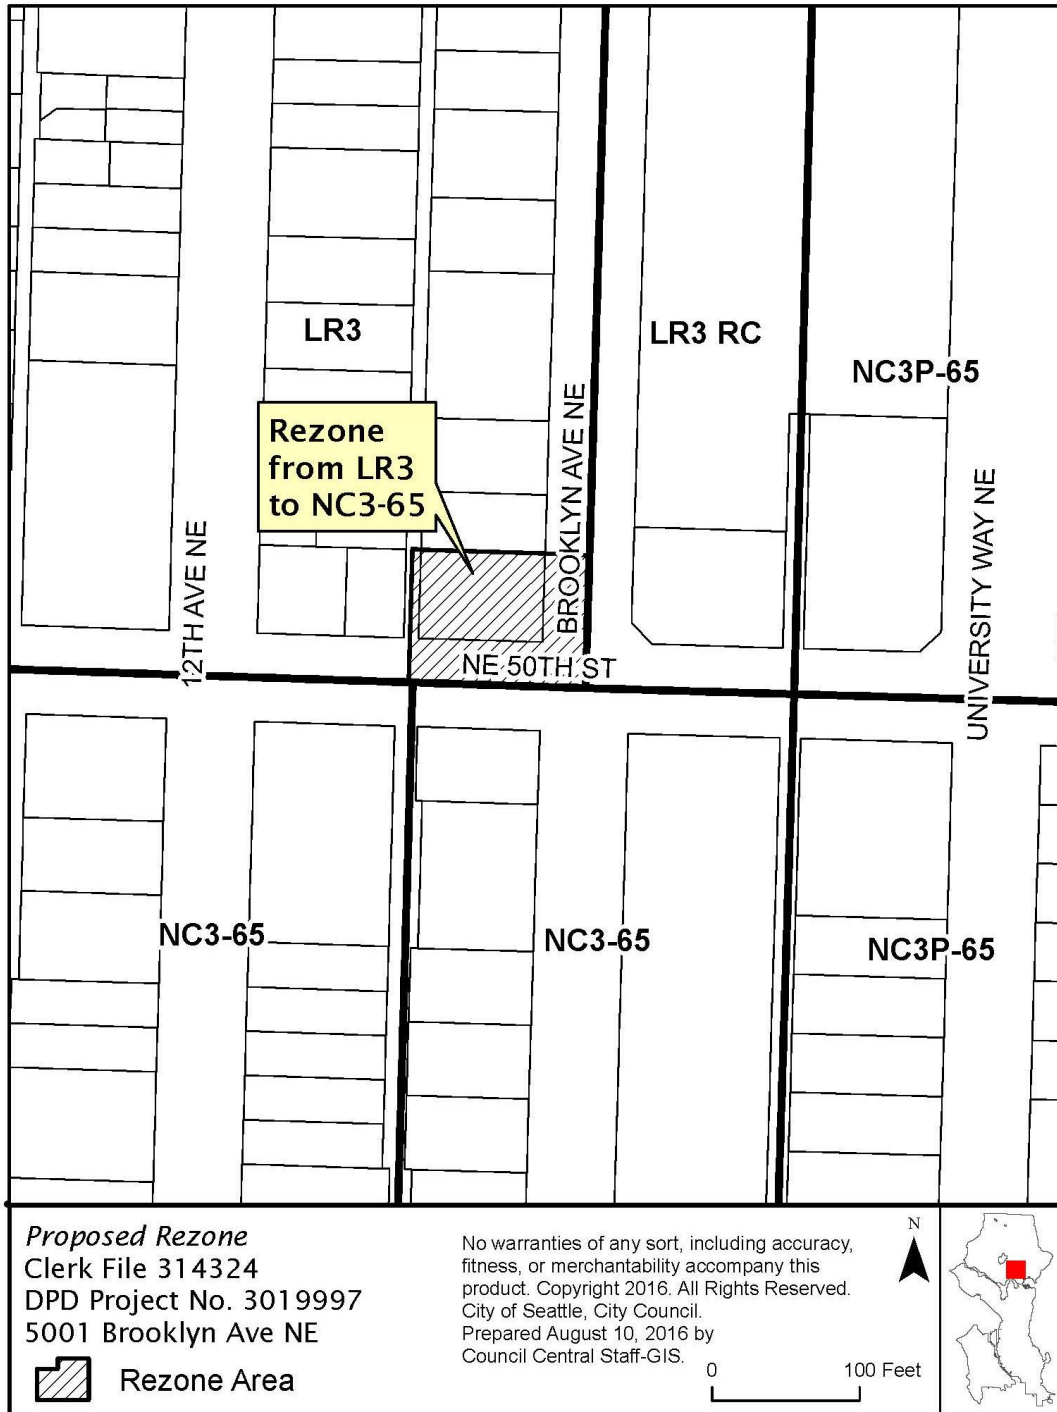 LR3
LR3 RC
NC3P-65
Rezone
from LR3
to NC3-65
BROOKLYN AVE NE
12TH AVE NE
UNIVERSITY WAY NE
NE 50TH ST
NC3-65
NC3-65
NC3P-65
Proposed Rezone
Clerk File 314324
DPD Project No. 3019997
5001 Brooklyn Ave NE
Rezone Area
No warranties of any sort, including accuracy,
fitness, or merchantability accompany this
product. Copyright 2016. All Rights Reserved.
City of Seattle, City Council.
Prepared August 10, 2016 by
Council Central Staff-GIS.
0 100 Feet
N